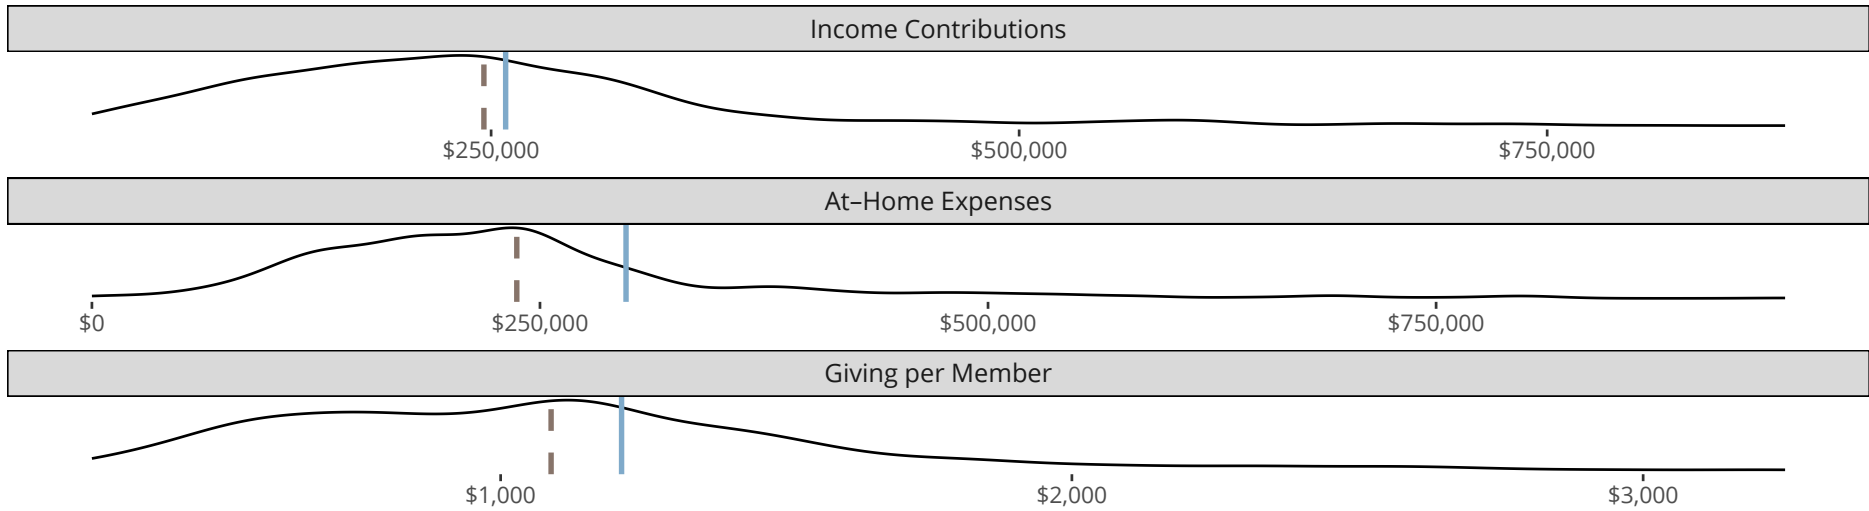 Income Contributions
$250,000 $500,000 $750,000
At–Home Expenses
$0 $250,000 $500,000 $750,000
Giving per Member
$1,000 $2,000 $3,000